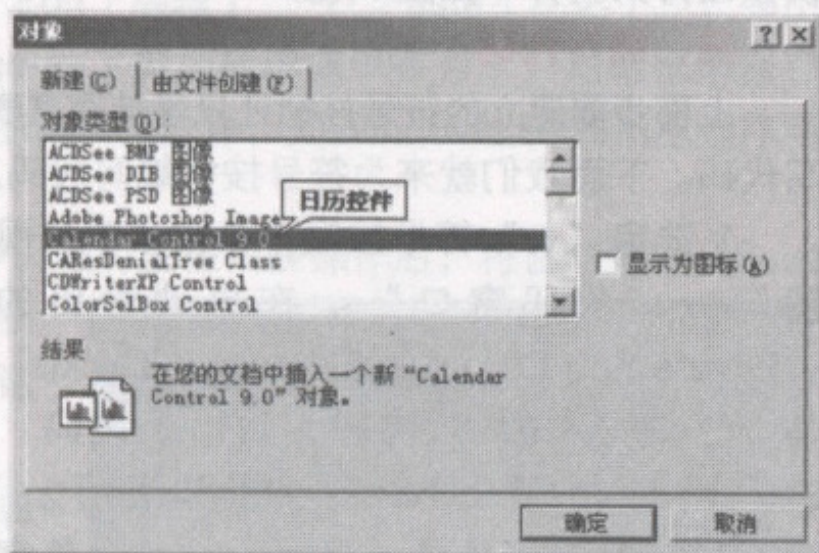 对象
新建(C)
由文件创建(F)
对象类型(O):
ACDSee BMP 图像
ACDSee DIB 图像
ACDSee PSD 图像
Adobe Photoshop Image
日历控件
Calendar Control 9.0
CAResDenialTree Class
CDWriterXP Control
ColorSelBox Control
显示为图标(A)
结果
在您的文档中插入一个新“Calendar
Control 9.0”对象。
确定
取消